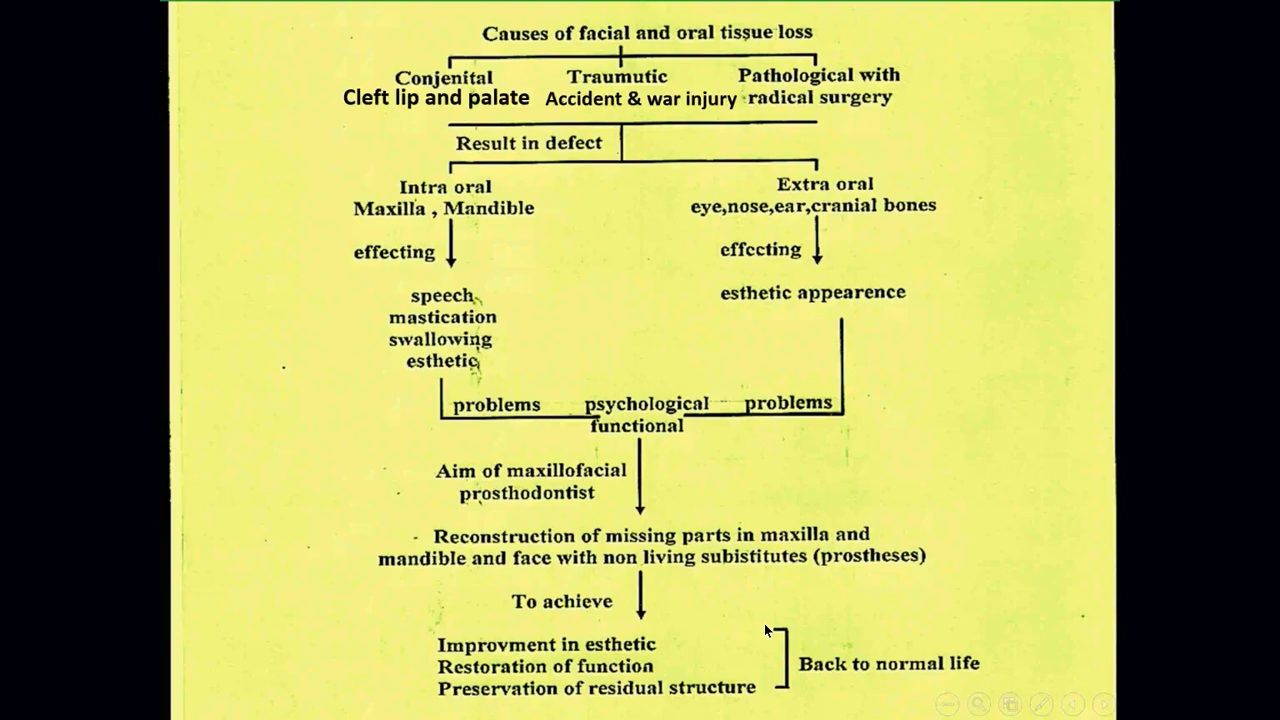 Causes of facial and oral tissue loss
Conjenital Traumutic Pathological with
Cleft lip and palate Accident & war injury radical surgery
Result in defect
Intra oral Extra oral
Maxilla , Mandible eye,nose,ear,cranial bones
effecting effecting
speech esthetic appearence
mastication
swallowing
esthetic
problems psychological problems
functional
Aim of maxillofacial
prosthodontist
- Reconstruction of missing parts in maxilla and
mandible and face with non living subistitutes (prostheses)
To achieve
Improvment in esthetic
Restoration of function Back to normal life
Preservation of residual structure